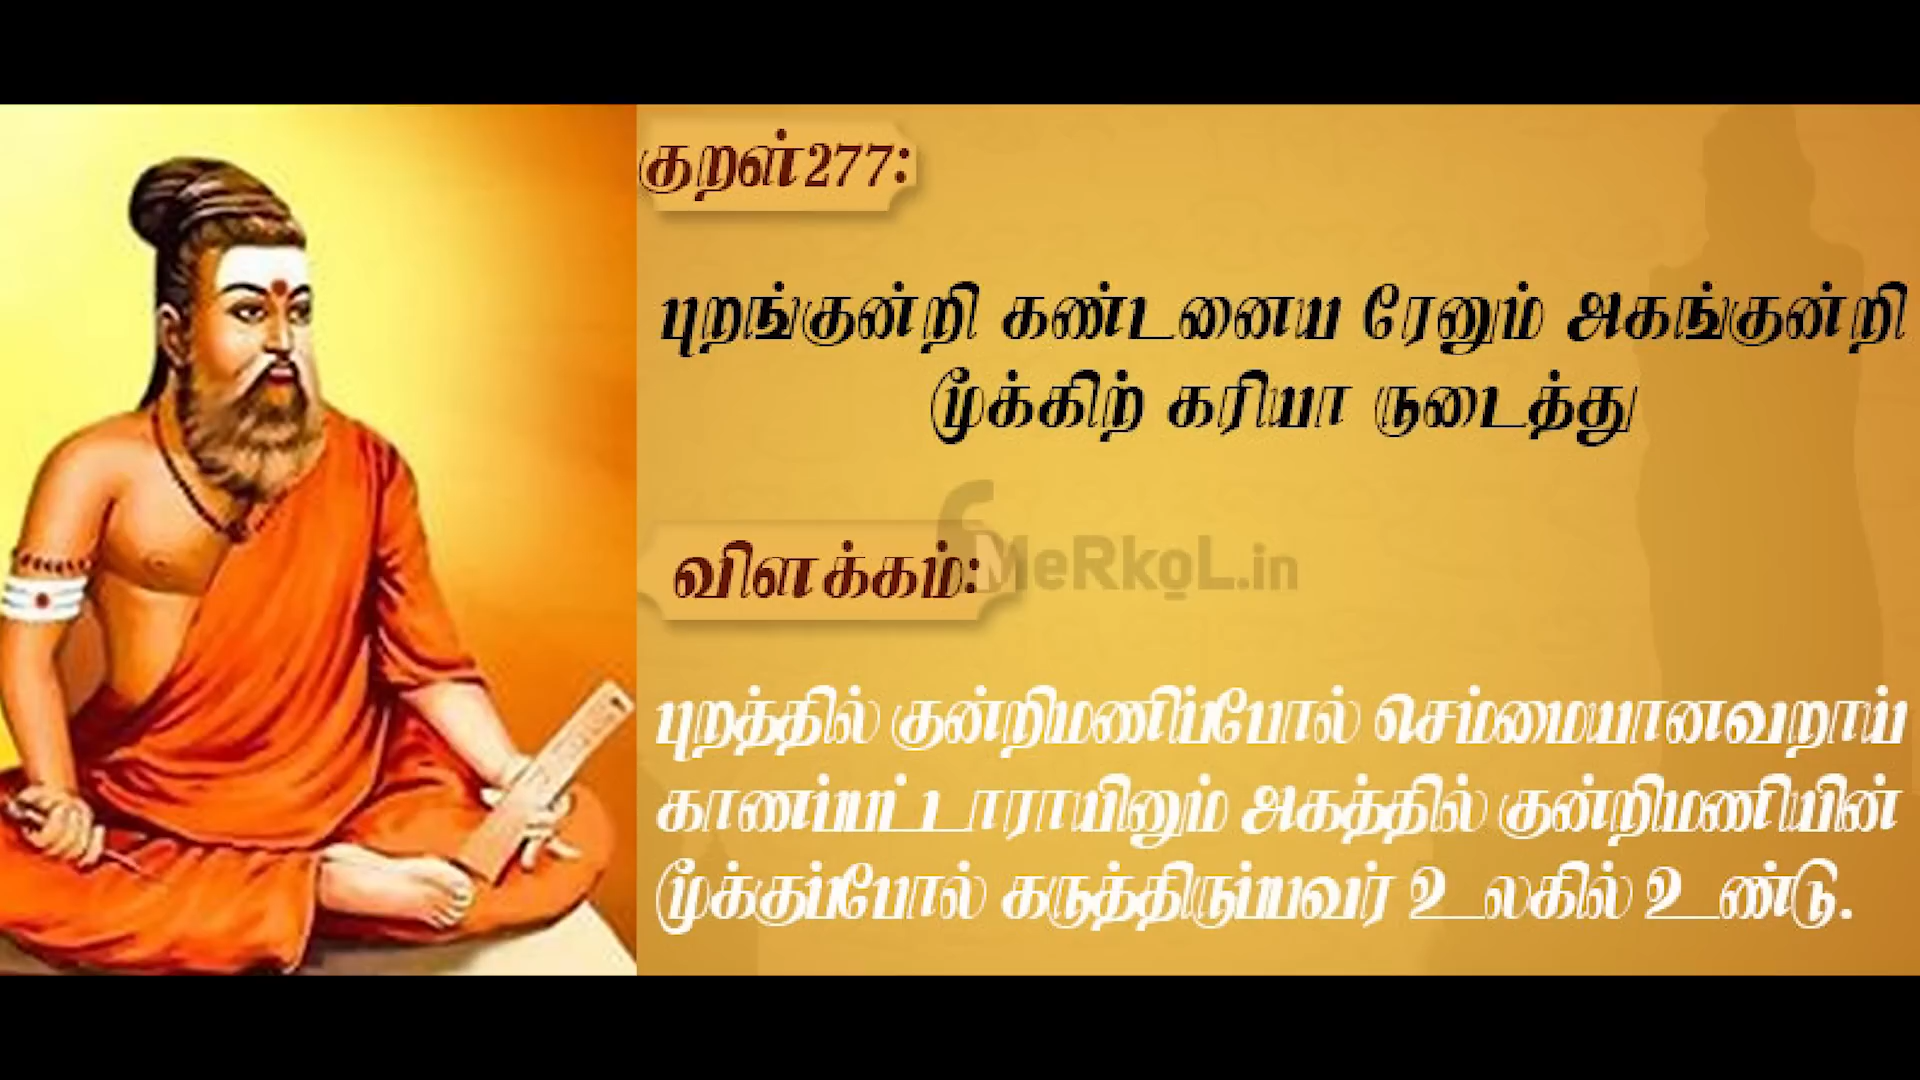 குறள்277:
புறங்குன்றி கண்டனைய ரேனும் அகங்குன்றி
மூக்கிற் கரியா ருடைத்து
விளக்கம்:
MeRkoL.in
புறத்தில் குன்றிமணிப்போல் செம்மையானவறாய்
காணப்பட்டாராயினும் அகத்தில் குன்றிமணியின்
மூக்குப்போல் கருத்திருப்பவர் உலகில் உண்டு.